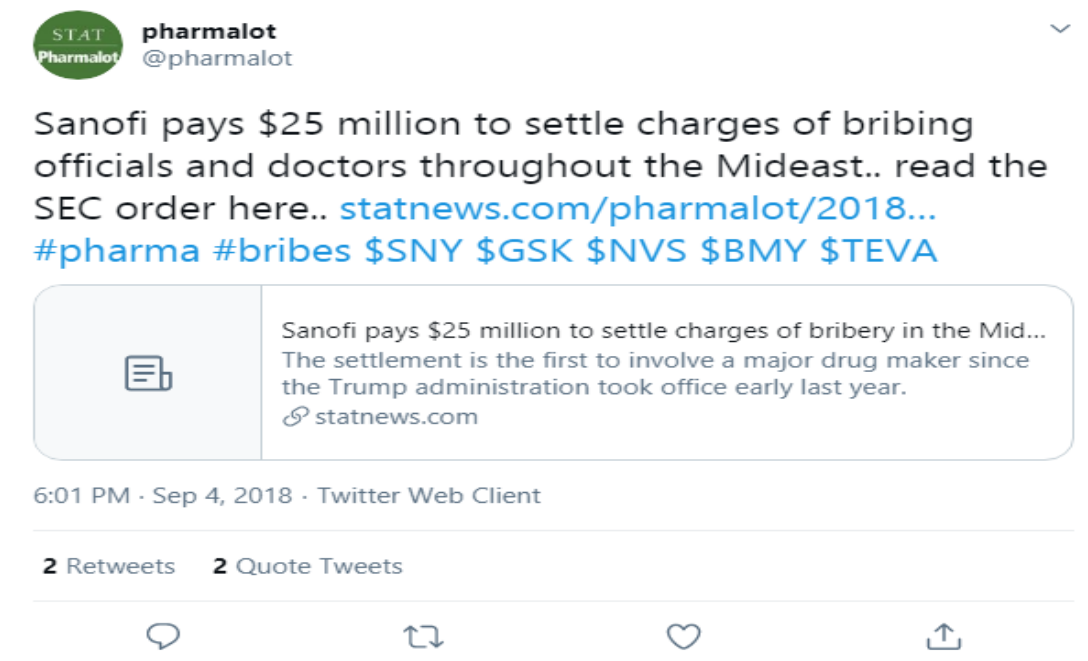 STAT
Pharmalot
pharmalot
@pharmalot
Sanofi pays $25 million to settle charges of bribing
officials and doctors throughout the Mideast.. read the
SEC order here.. statnews.com/pharmalot/2018...
#pharma #bribes $SNY $GSK $NVS $BMY $TEVA
Sanofi pays $25 million to settle charges of bribery in the Mid...
The settlement is the first to involve a major drug maker since
the Trump administration took office early last year.
statnews.com
6:01 PM · Sep 4, 2018 · Twitter Web Client
2 Retweets 2 Quote Tweets